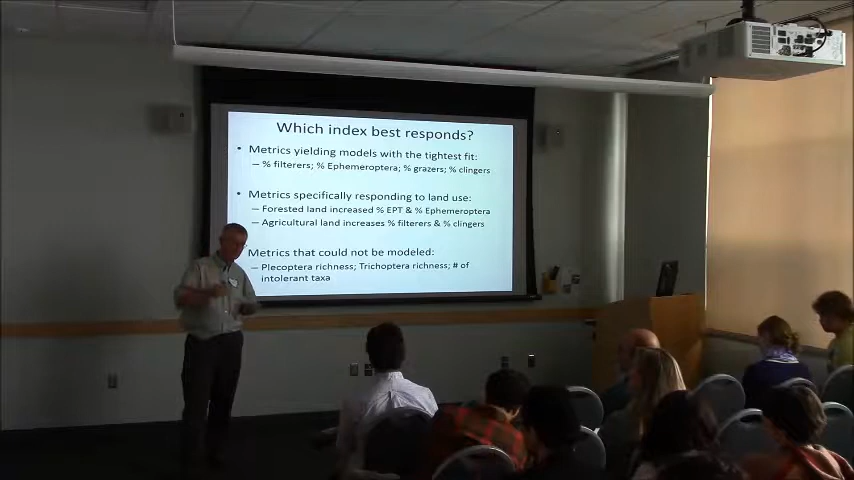 Which index best responds?
• Metrics yielding models with the tightest fit:
– % filterers; % Ephemeroptera; % grazers; % clingers
• Metrics specifically responding to land use:
– Forested land increased % EPT & % Ephemeroptera
– Agricultural land increases % filterers & % clingers
Metrics that could not be modeled:
– Plecoptera richness; Trichoptera richness; # of
intolerant taxa